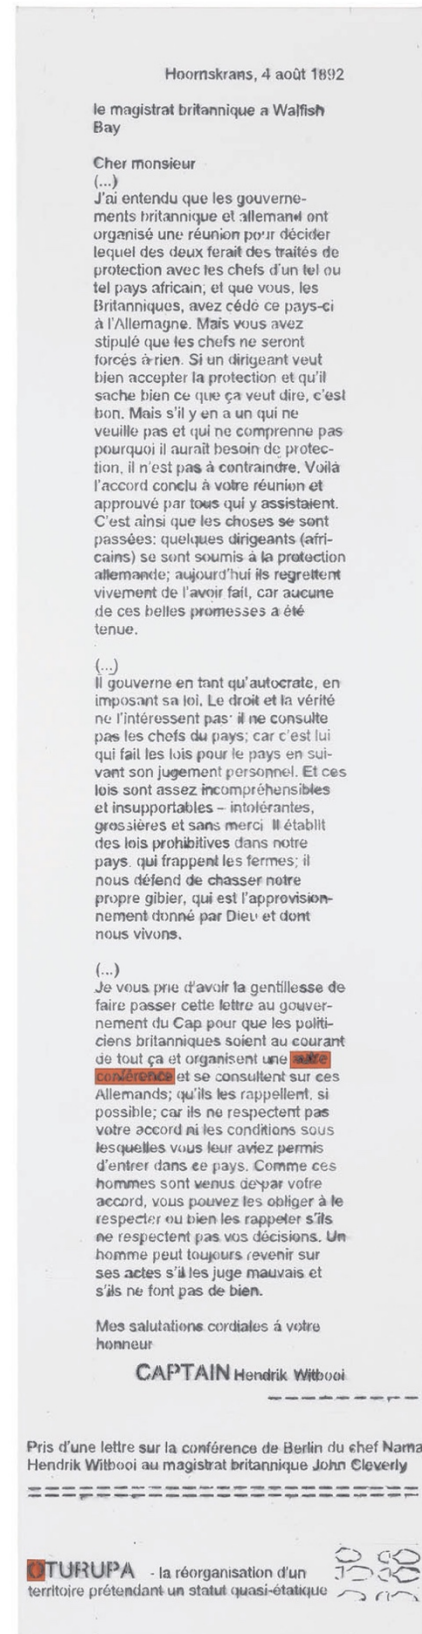 Hoornskrans, 4 août 1892
le magistrat britannique a Walfish
Bay
Cher monsieur
(...)
J'ai entendu que les gouverne-
ments britannique et allemand ont
organisé une réunion pour décider
lequel des deux ferait des traités de
protection avec les chefs d'un tel ou
tel pays africain; et que vous, les
Britanniques, avez cédé ce pays-ci
à l'Allemagne. Mais vous avez
stipulé que les chefs ne seront
forcés à rien. Si un dirigeant veut
bien accepter la protection et qu'il
sache bien ce que ça veut dire, c'est
bon. Mais s'il y en a un qui ne
veuille pas et qui ne comprenne pas
pourquoi il aurait besoin de protec-
tion, il n'est pas à contraindre. Voilà
l'accord conclu à votre réunion et
approuvé par tous qui y assistaient.
C'est ainsi que les choses se sont
passées: quelques dirigeants (afri-
cains) se sont soumis à la protection
allemande; aujourd'hui ils regrettent
vivement de l'avoir fait, car aucune
de ces belles promesses a été
tenue.
(...)
Il gouverne en tant qu'autocrate, en
imposant sa loi. Le droit et la vérité
ne l'intéressent pas: il ne consulte
pas les chefs du pays; car c'est lui
qui fait les lois pour le pays en sui-
vant son jugement personnel. Et ces
lois sont assez incompréhensibles
et insupportables – intolérantes,
grossières et sans merci. Il établit
des lois prohibitives dans notre
pays. qui frappent les fermes; il
nous défend de chasser notre
propre gibier, qui est l'approvision-
nement donné par Dieu et dont
nous vivons.
(...)
Je vous prie d'avoir la gentillesse de
faire passer cette lettre au gouver-
nement du Cap pour que les politi-
ciens britanniques soient au courant
de tout ça et organisent une autre
conférence et se consultent sur ces
Allemands; qu'ils les rappellent, si
possible; car ils ne respectent pas
votre accord ni les conditions sous
lesquelles vous leur aviez permis
d'entrer dans ce pays. Comme ces
hommes sont venus de par votre
accord, vous pouvez les obliger à le
respecter ou bien les rappeler s'ils
ne respectent pas vos décisions. Un
homme peut toujours revenir sur
ses actes s'il les juge mauvais et
s'ils ne font pas de bien.
Mes salutations cordiales á votre
honneur
CAPTAIN Hendrik Witbooi
Pris d'une lettre sur la conférence de Berlin du chef Nama
Hendrik Witbooi au magistrat britannique John Cleverly
OTURUPA - la réorganisation d'un
territoire prétendant un statut quasi-étatique